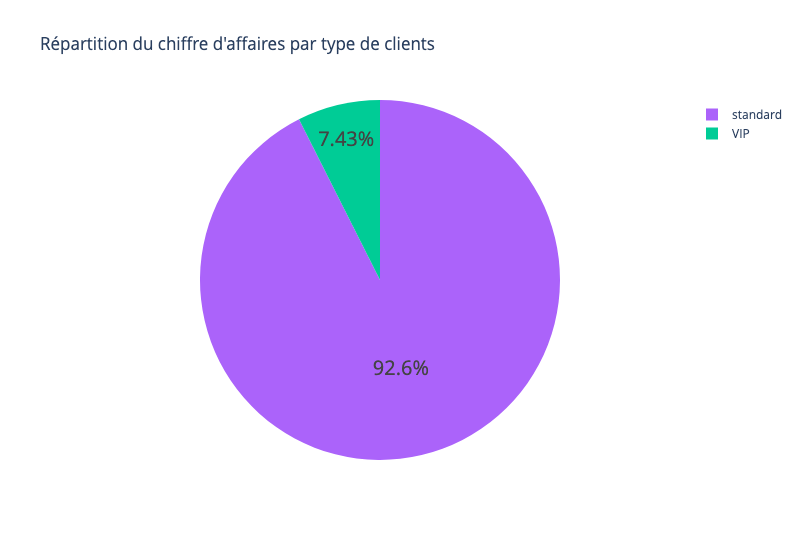 Répartition du chiffre d'affaires par type de clients
standard
VIP
7.43%
92.6%